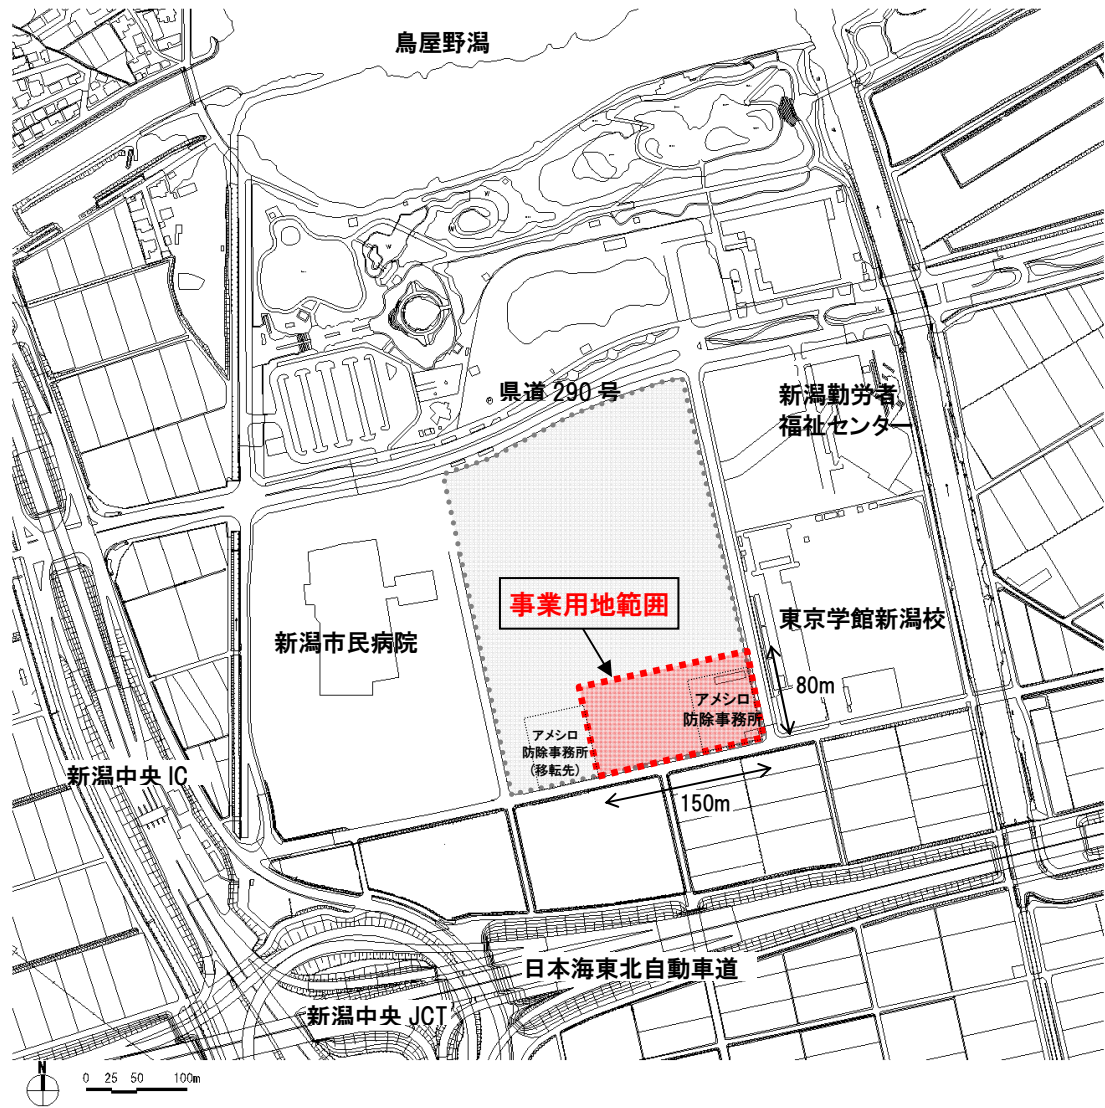 鳥屋野潟
県道 290 号
新潟勤労者
福祉センター
事業用地範囲
新潟市民病院
東京学館新潟校
80m
アメシロ
防除事務所
アメシロ
防除事務所
(移転先)
新潟中央 IC
150m
日本海東北自動車道
新潟中央 JCT
N
0 25 50 100m